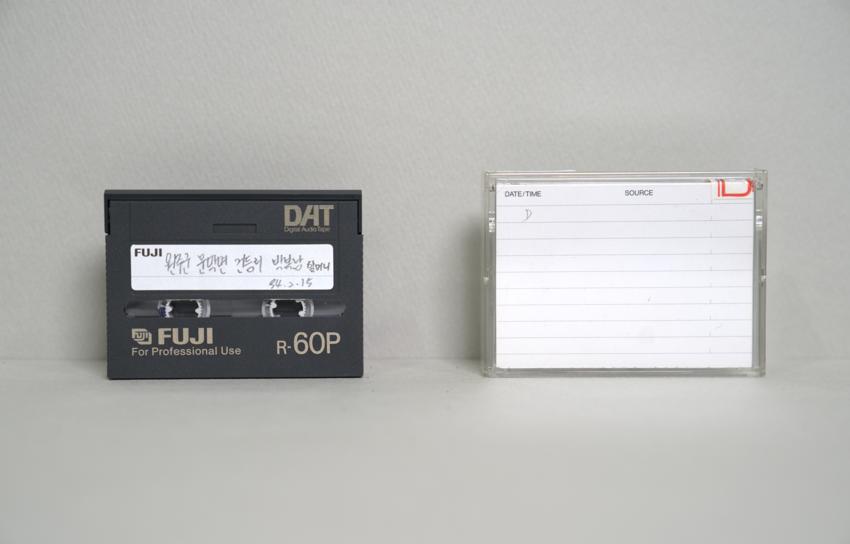 DAT
Digital Audio Tape
FUJI
원주군 문막면 건등리 박복남 할머니
94.2.15
FUJI
FUJI
For Professional Use
R-60P
DATE/TIME
SOURCE
D
D